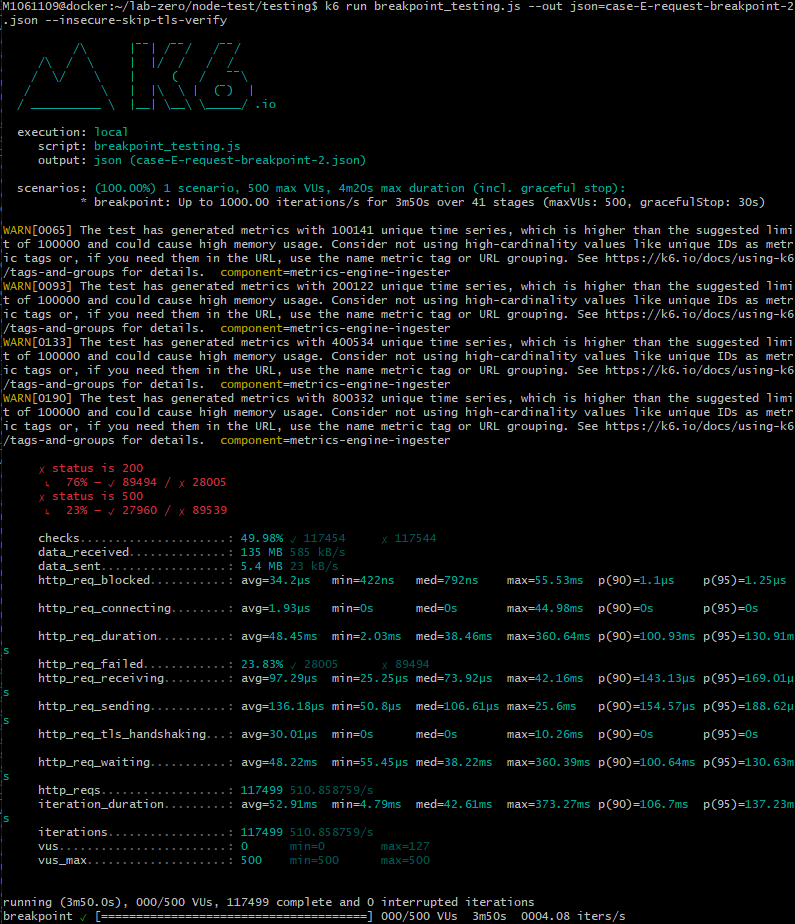 M1061109@docker:~/lab-zero/node-test/testing$ k6 run breakpoint_testing.js --out json=case-E-request-breakpoint-2
.json --insecure-skip-tls-verify
          /\      |‾‾| /‾‾/   /‾‾/
     /\  /  \     |  |/  /   /  /
    /  \/    \    |     (   /   ‾‾\
   /          \   |  |\  \ |  (‾)  |
  / __________ \  |__| \__\ \_____/ .io
execution: local
script: breakpoint_testing.js
output: json (case-E-request-breakpoint-2.json)
scenarios: (100.00%) 1 scenario, 500 max VUs, 4m20s max duration (incl. graceful stop):
* breakpoint: Up to 1000.00 iterations/s for 3m50s over 41 stages (maxVUs: 500, gracefulStop: 30s)
WARN[0065] The test has generated metrics with 100141 unique time series, which is higher than the suggested limi
t of 100000 and could cause high memory usage. Consider not using high-cardinality values like unique IDs as metr
ic tags or, if you need them in the URL, use the name metric tag or URL grouping. See https://k6.io/docs/using-k6
/tags-and-groups for details.  component=metrics-engine-ingester
WARN[0093] The test has generated metrics with 200122 unique time series, which is higher than the suggested limi
t of 100000 and could cause high memory usage. Consider not using high-cardinality values like unique IDs as metr
ic tags or, if you need them in the URL, use the name metric tag or URL grouping. See https://k6.io/docs/using-k6
/tags-and-groups for details.  component=metrics-engine-ingester
WARN[0133] The test has generated metrics with 400534 unique time series, which is higher than the suggested limi
t of 100000 and could cause high memory usage. Consider not using high-cardinality values like unique IDs as metr
ic tags or, if you need them in the URL, use the name metric tag or URL grouping. See https://k6.io/docs/using-k6
/tags-and-groups for details.  component=metrics-engine-ingester
WARN[0190] The test has generated metrics with 800332 unique time series, which is higher than the suggested limi
t of 100000 and could cause high memory usage. Consider not using high-cardinality values like unique IDs as metr
ic tags or, if you need them in the URL, use the name metric tag or URL grouping. See https://k6.io/docs/using-k6
/tags-and-groups for details.  component=metrics-engine-ingester
✗ status is 200
↳  76% — ✓ 89494 / ✗ 28005
✗ status is 500
↳  23% — ✓ 27960 / ✗ 89539
checks.....................: 49.98% ✓ 117454     ✗ 117544
data_received..............: 135 MB 585 kB/s
data_sent..................: 5.4 MB 23 kB/s
http_req_blocked...........: avg=34.2µs   min=422ns   med=792ns    max=55.53ms  p(90)=1.1µs    p(95)=1.25µs
http_req_connecting........: avg=1.93µs   min=0s      med=0s       max=44.98ms  p(90)=0s       p(95)=0s
http_req_duration..........: avg=48.45ms  min=2.03ms  med=38.46ms  max=360.64ms p(90)=100.93ms p(95)=130.91m
s
http_req_failed............: 23.83% ✓ 28005      ✗ 89494
http_req_receiving.........: avg=97.29µs  min=25.25µs med=73.92µs  max=42.16ms  p(90)=143.13µs p(95)=169.01µ
s
http_req_sending...........: avg=136.18µs min=50.8µs  med=106.61µs max=25.6ms   p(90)=154.57µs p(95)=188.62µ
s
http_req_tls_handshaking...: avg=30.01µs  min=0s      med=0s       max=10.26ms  p(90)=0s       p(95)=0s
http_req_waiting...........: avg=48.22ms  min=55.45µs med=38.22ms  max=360.39ms p(90)=100.64ms p(95)=130.63m
s
http_reqs..................: 117499 510.858759/s
iteration_duration.........: avg=52.91ms  min=4.79ms  med=42.61ms  max=373.27ms p(90)=106.7ms  p(95)=137.23m
s
iterations.................: 117499 510.858759/s
vus........................: 0      min=0        max=127
vus_max....................: 500    min=500      max=500
running (3m50.0s), 000/500 VUs, 117499 complete and 0 interrupted iterations
breakpoint ✓ [======================================] 000/500 VUs  3m50s  0004.08 iters/s